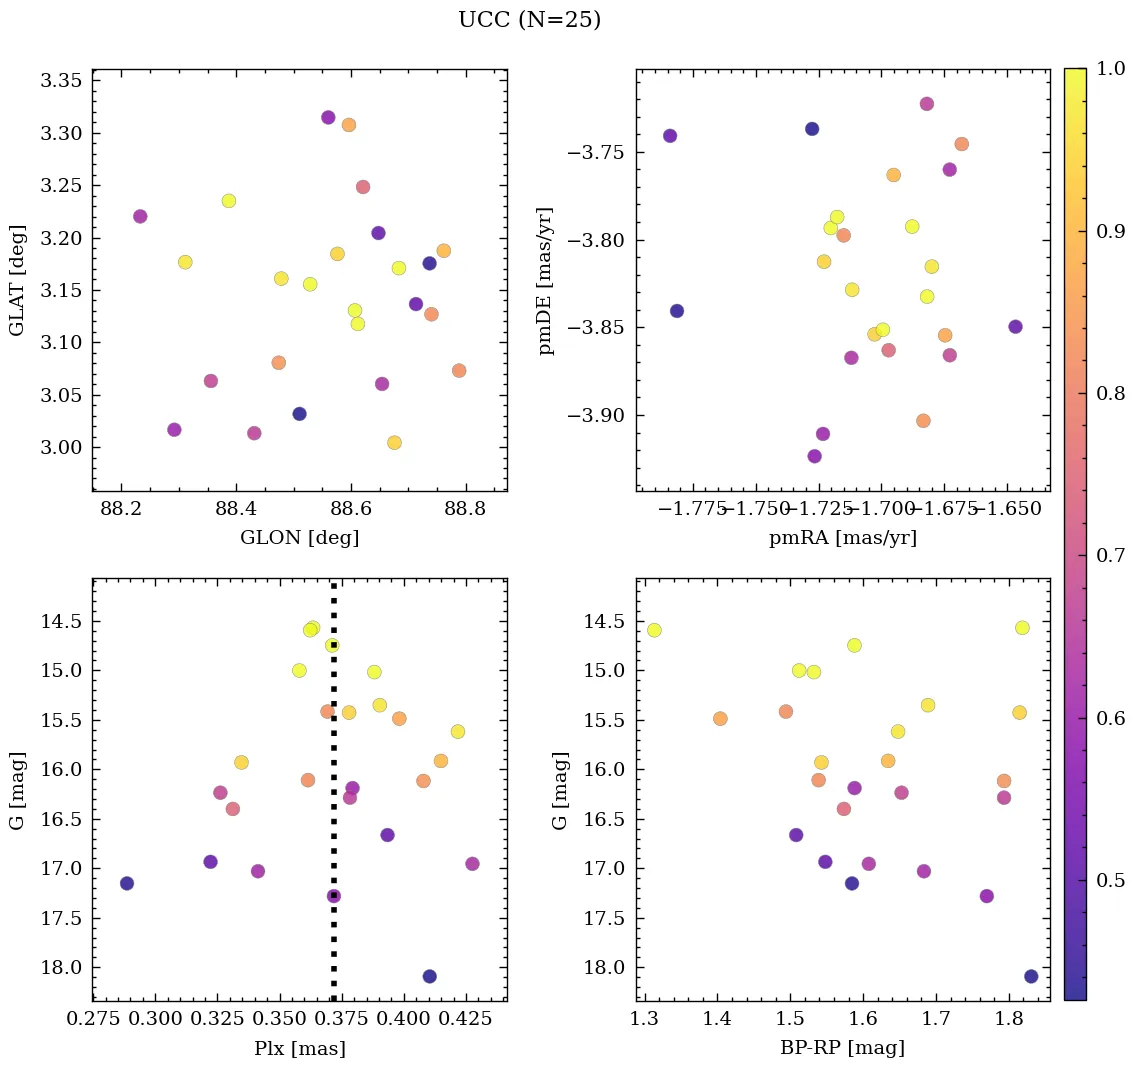 UCC (N=25)
3.35
3.30
3.25
3.20
3.15
3.10
3.05
3.00
GLAT [deg]
88.2 88.4 88.6 88.8
GLON [deg]
−3.75
−3.80
−3.85
−3.90
pmDE [mas/yr]
−1.775 −1.750 −1.725 −1.700 −1.675 −1.650
pmRA [mas/yr]
1.0
0.9
0.8
0.7
0.6
0.5
14.5
15.0
15.5
16.0
16.5
17.0
17.5
18.0
G [mag]
0.275 0.300 0.325 0.350 0.375 0.400 0.425
Plx [mas]
14.5
15.0
15.5
16.0
16.5
17.0
17.5
18.0
G [mag]
1.3 1.4 1.5 1.6 1.7 1.8
BP-RP [mag]